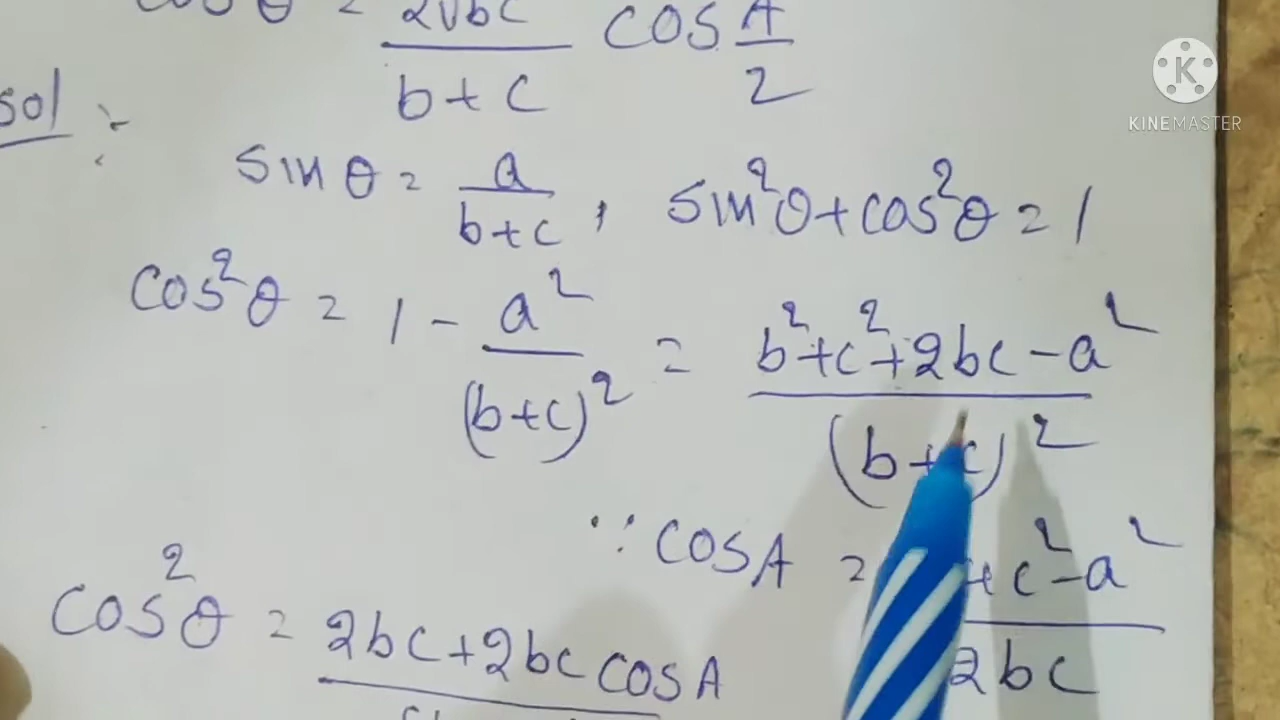 cos θ = 2√bc / b+c cos A/2
sol :-
sin θ = a / b+c , sin²θ + cos²θ = 1
cos²θ = 1 - a² / (b+c)² = b²+c²+2bc-a² / (b+c)²
∵ cos A = +c²-a² / 2bc
cos²θ = 2bc+2bc cosA
K
KINEMASTER